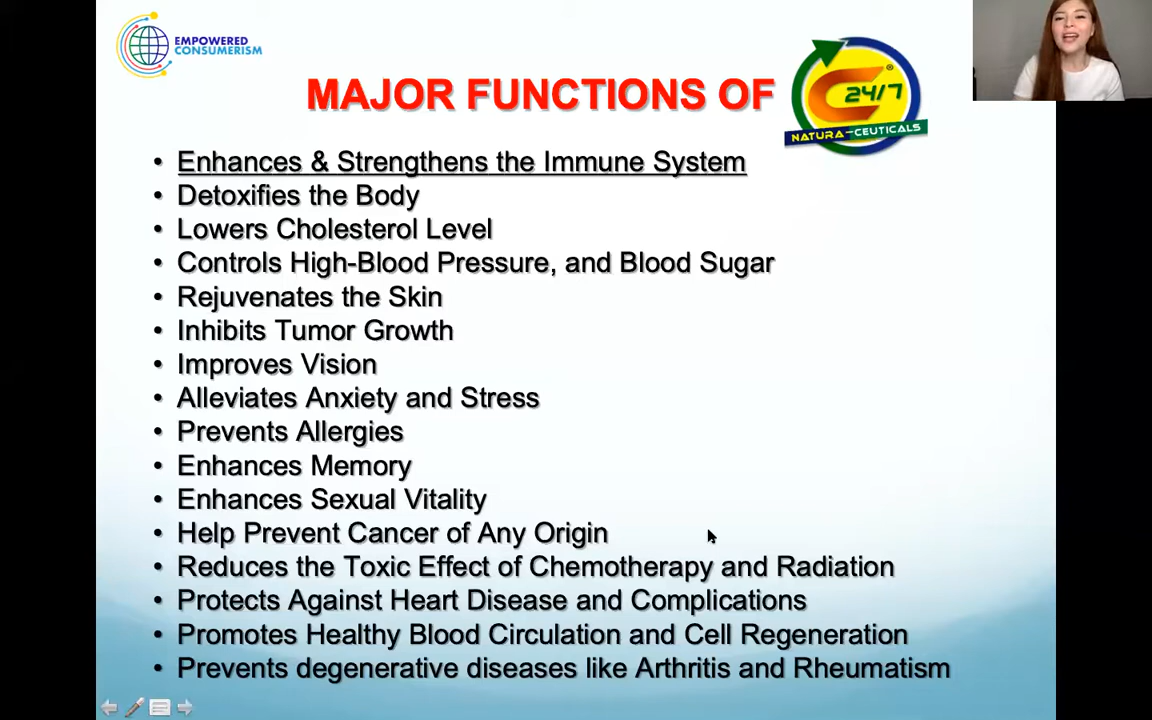 EMPOWERED
CONSUMERISM
MAJOR FUNCTIONS OF
C 24/7
NATURA-CEUTICALS
• Enhances & Strengthens the Immune System
• Detoxifies the Body
• Lowers Cholesterol Level
• Controls High-Blood Pressure, and Blood Sugar
• Rejuvenates the Skin
• Inhibits Tumor Growth
• Improves Vision
• Alleviates Anxiety and Stress
• Prevents Allergies
• Enhances Memory
• Enhances Sexual Vitality
• Help Prevent Cancer of Any Origin
• Reduces the Toxic Effect of Chemotherapy and Radiation
• Protects Against Heart Disease and Complications
• Promotes Healthy Blood Circulation and Cell Regeneration
• Prevents degenerative diseases like Arthritis and Rheumatism